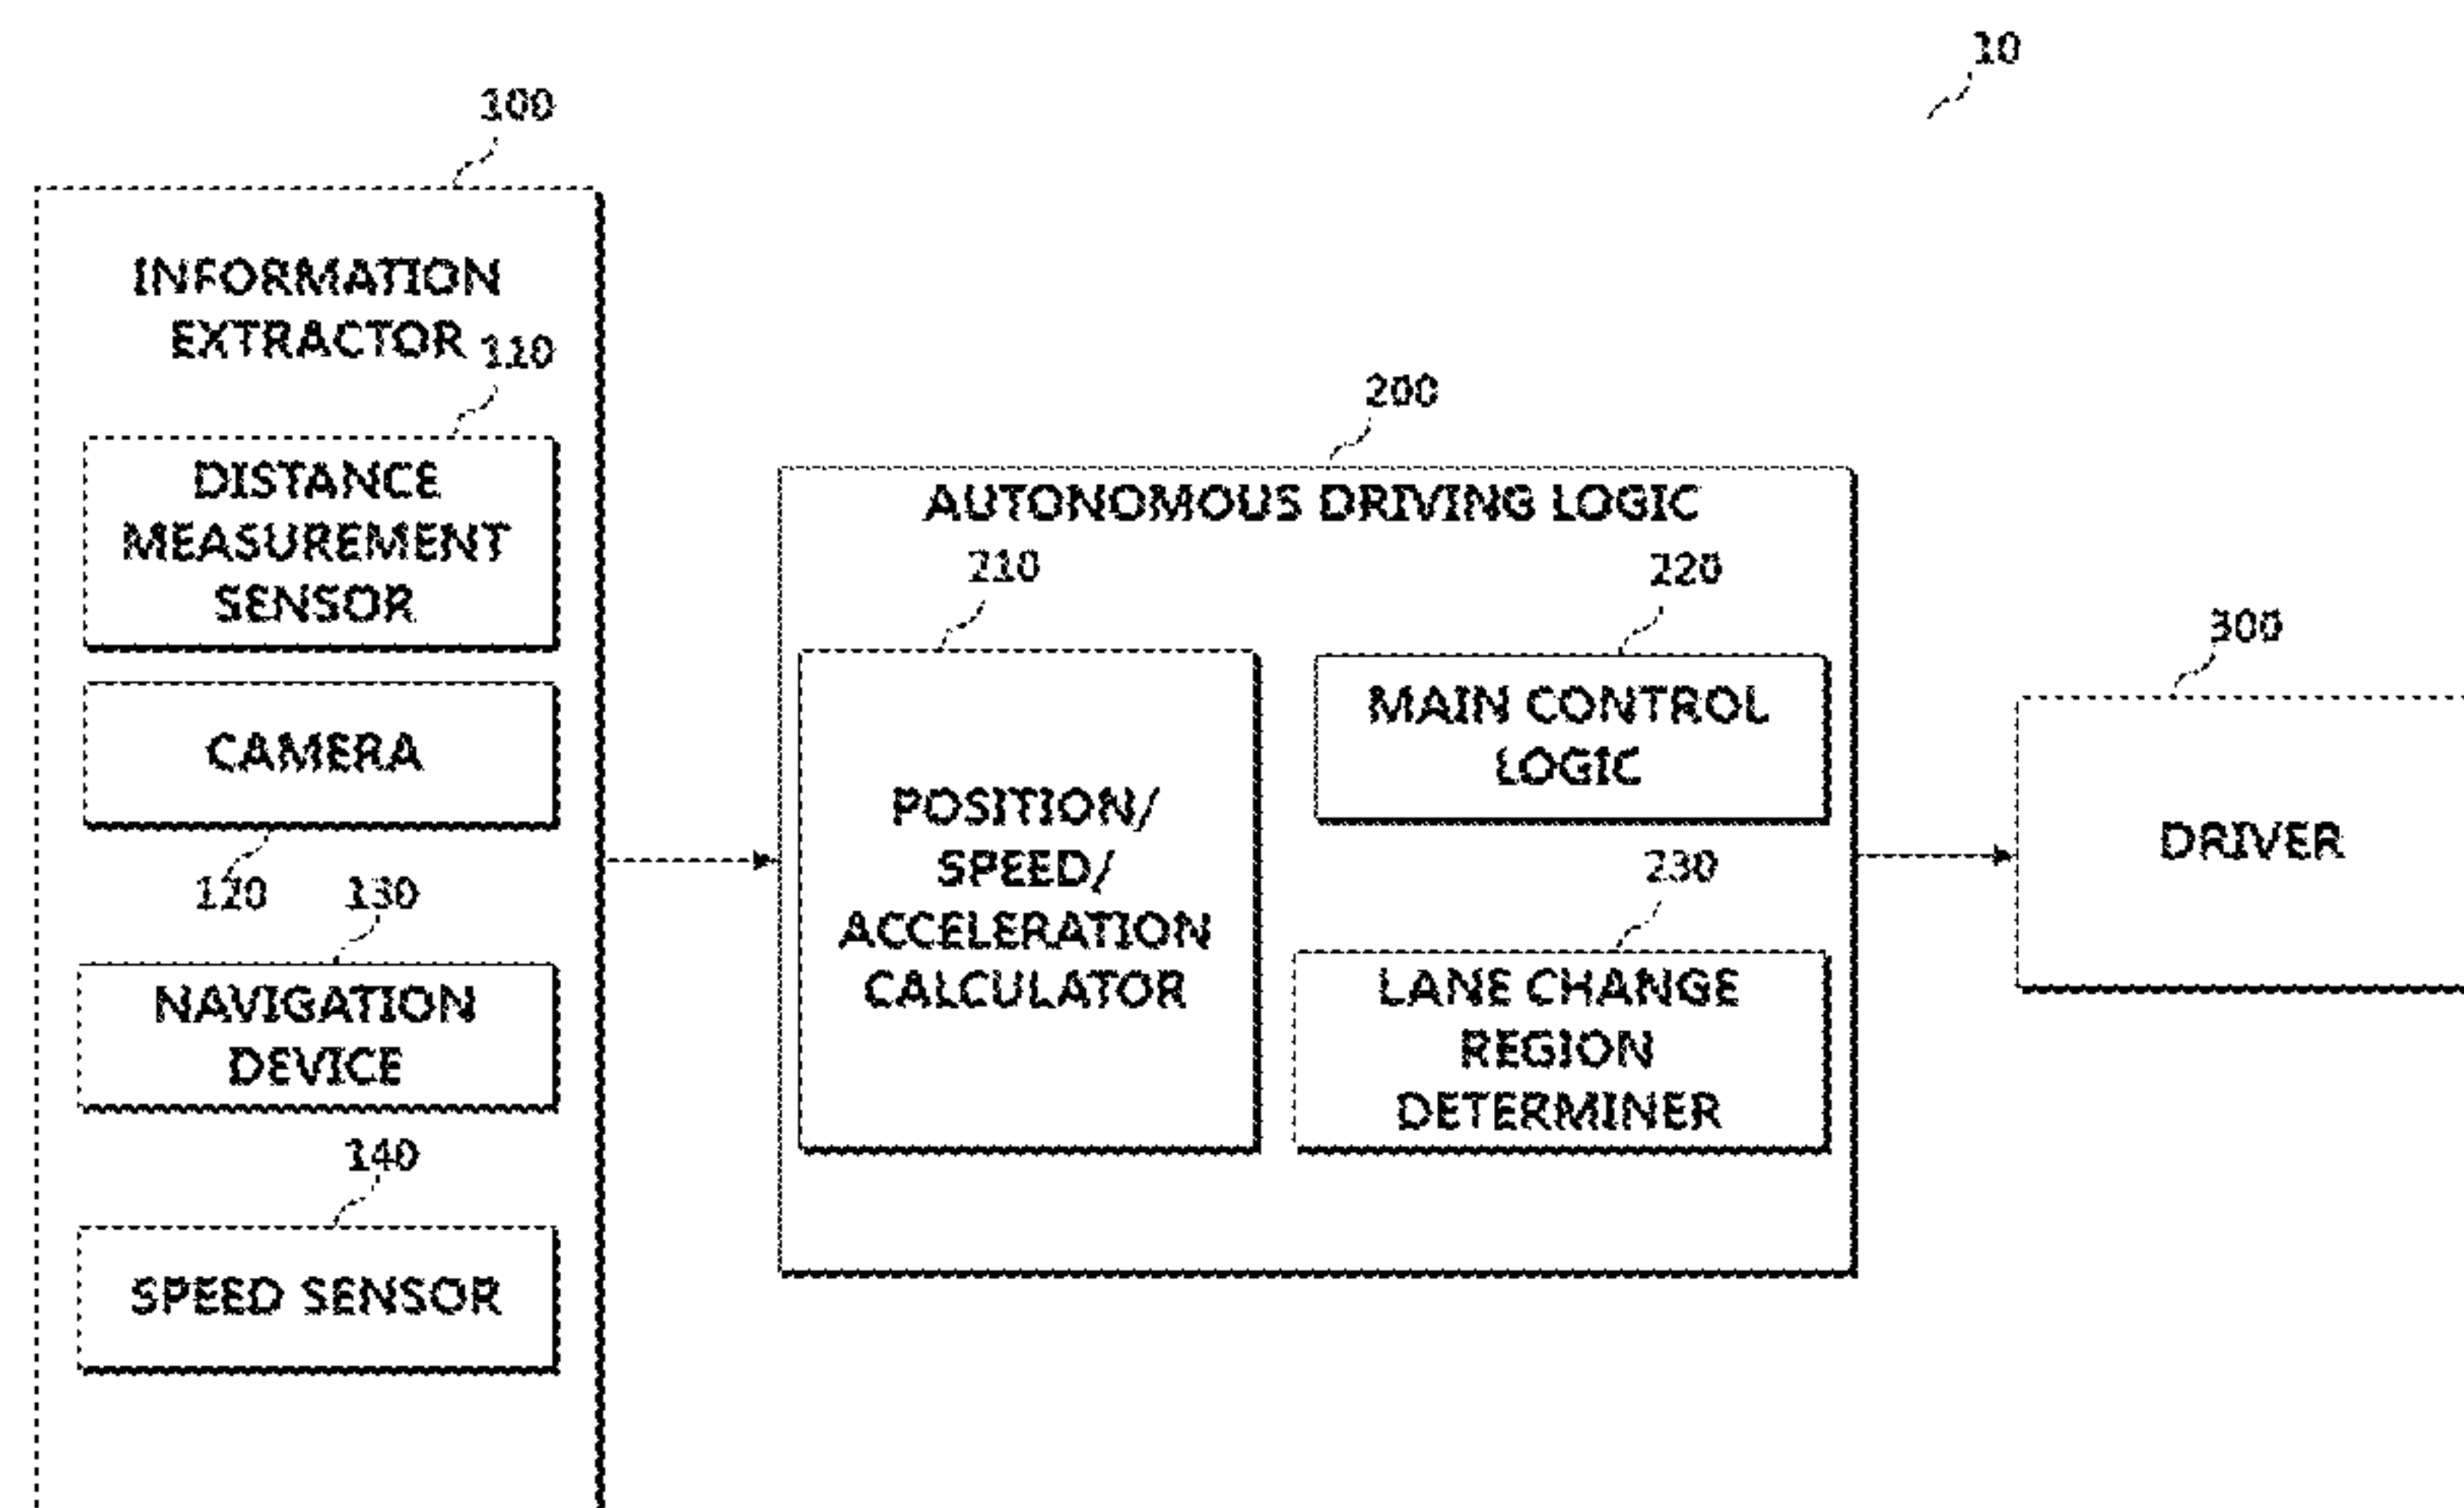 10
100
INFORMATION
EXTRACTOR
110
DISTANCE
MEASUREMENT
SENSOR
CAMERA
120
130
NAVIGATION
DEVICE
140
SPEED SENSOR
200
AUTONOMOUS DRIVING LOGIC
210
POSITION/
SPEED/
ACCELERATION
CALCULATOR
220
MAIN CONTROL
LOGIC
230
LANE CHANGE
REGION
DETERMINER
300
DRIVER